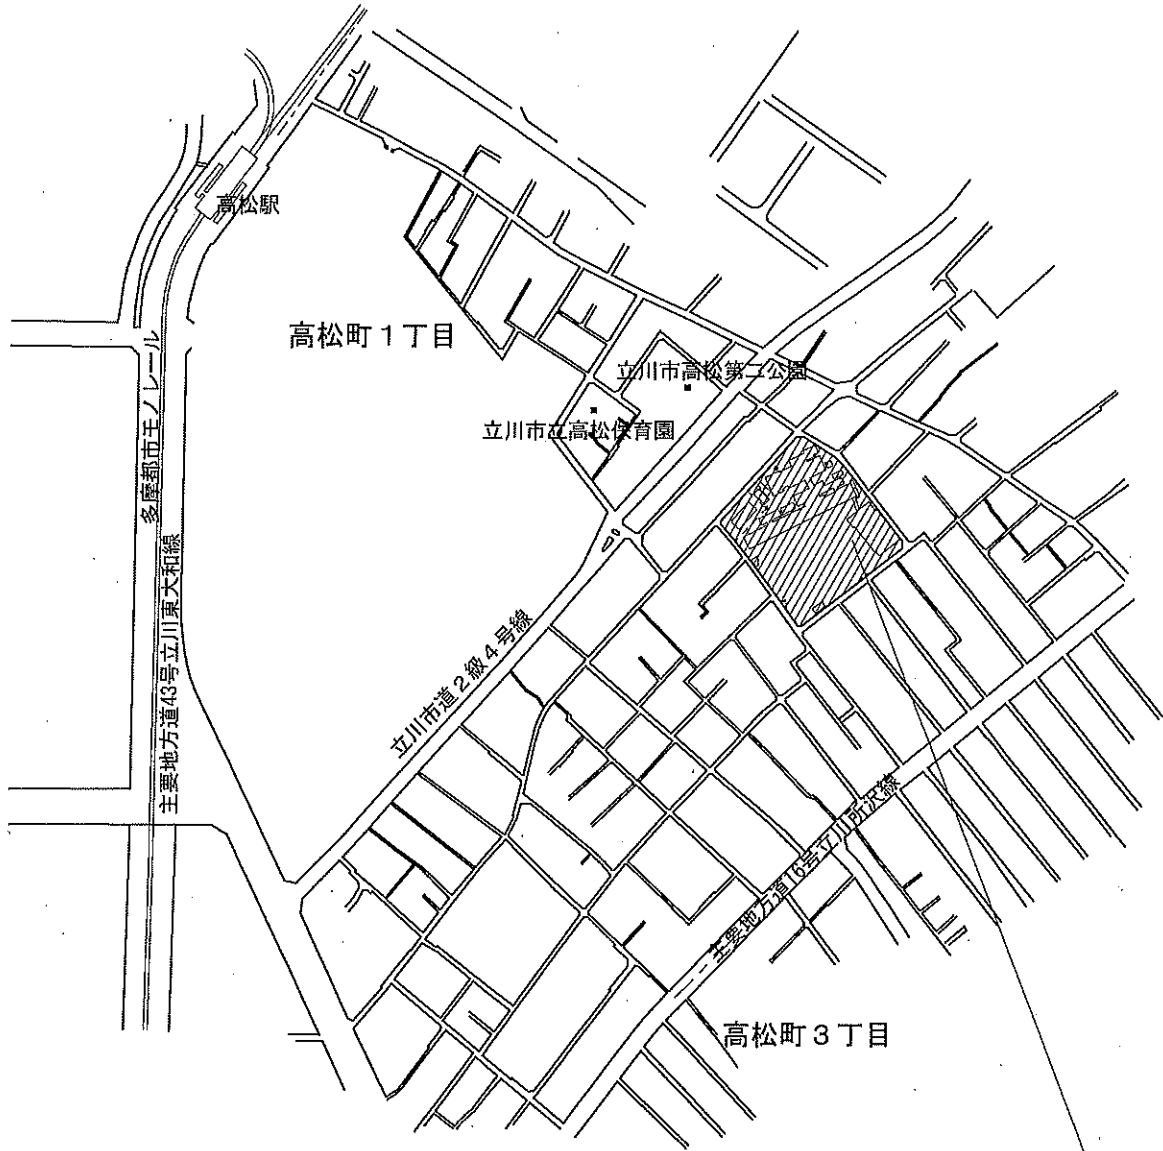 高松駅
高松町1丁目
立川市高松第二公園
立川市立高松保育園
多摩都市モノレール
主要地方道43号立川東大和線
立川市道2級4号線
主要地方道16号立川所沢線
高松町3丁目